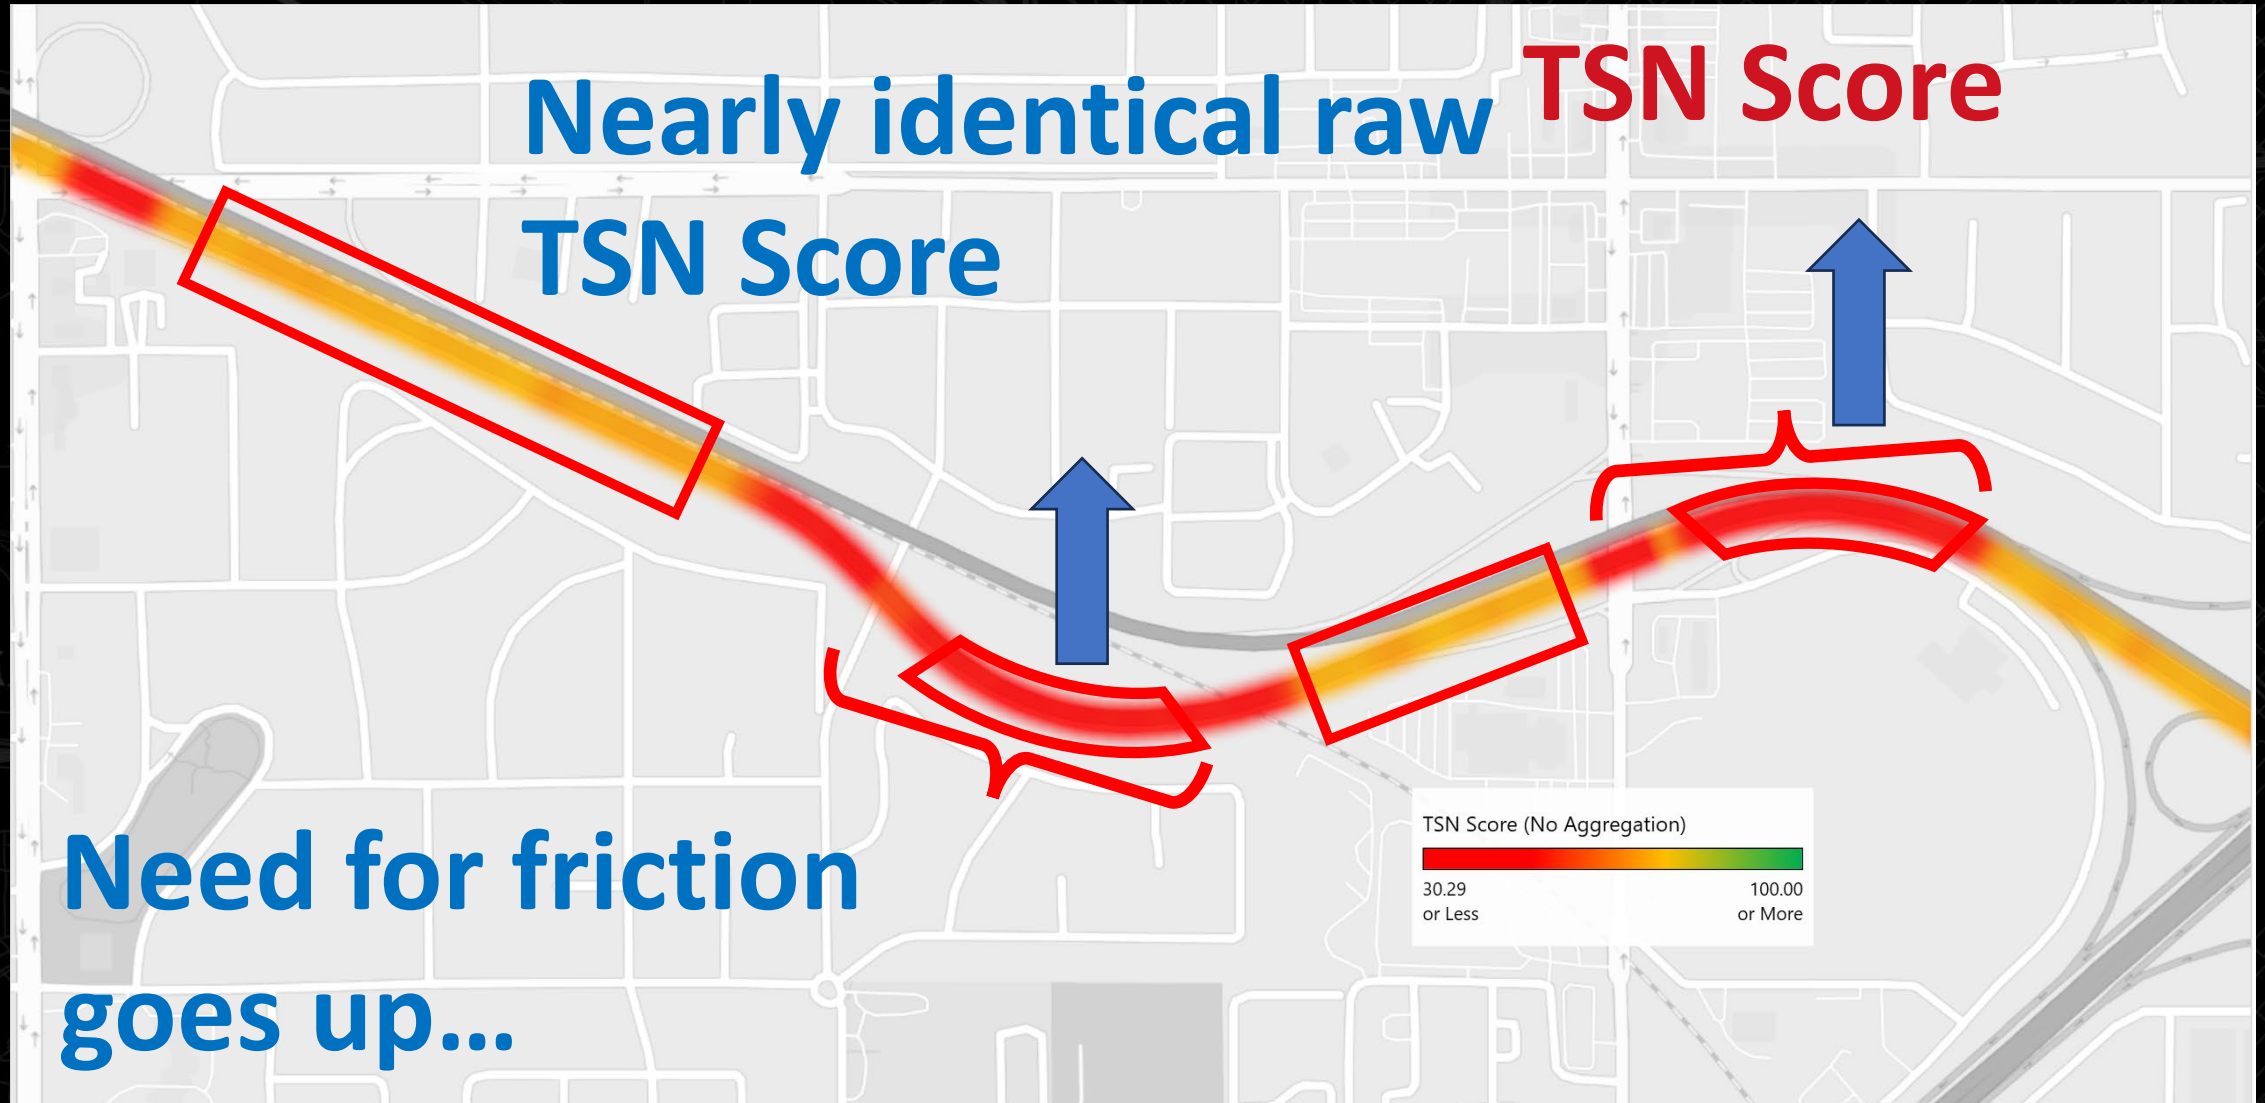 TSN Score
Nearly identical raw
TSN Score
Need for friction
goes up...
TSN Score (No Aggregation)
30.29
or Less
100.00
or More